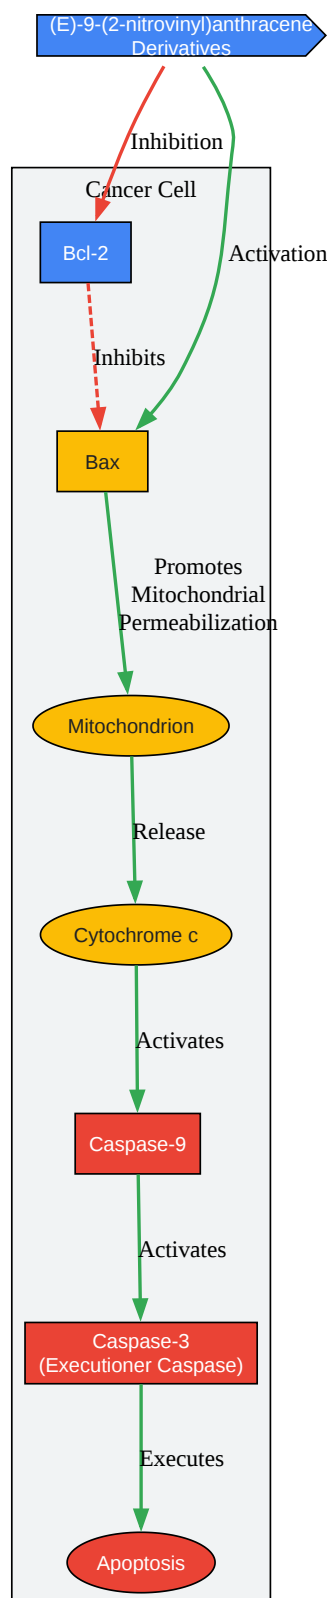 (E)-9-(2-nitrovinyl)anthracene
Derivatives
Inhibition
Cancer Cell
Bcl-2
Activation
Inhibits
Bax
Promotes
Mitochondrial
Permeabilization
Mitochondrion
Release
Cytochrome c
Activates
Caspase-9
Activates
Caspase-3
(Executioner Caspase)
Executes
Apoptosis